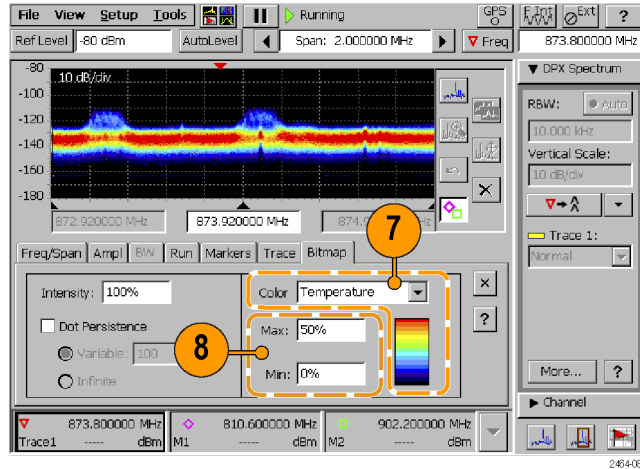 File View Setup Tools Running GPS F.Int Ext ?
Ref Level -80 dBm AutoLevel Span: 2.000000 MHz Freq 873.800000 MHz
-80
10 dB/div
-100
-120
-140
-160
-180
872.920000 MHz 873.920000 MHz 874.
7
Freq/Span Ampl BW Run Markers Trace Bitmap
Intensity: 100%
Color Temperature
Dot Persistence
Variable: 100
Infinite
8
Max: 50%
Min: 0%
?
DPX Spectrum
RBW: Auto
10.000 kHz
Vertical Scale:
10 dB/div
Trace 1:
Normal
More... ?
Channel
873.800000 MHz 810.600000 MHz 902.200000 MHz
Trace1 ----- dBm M1 ----- dBm M2 ----- dBm